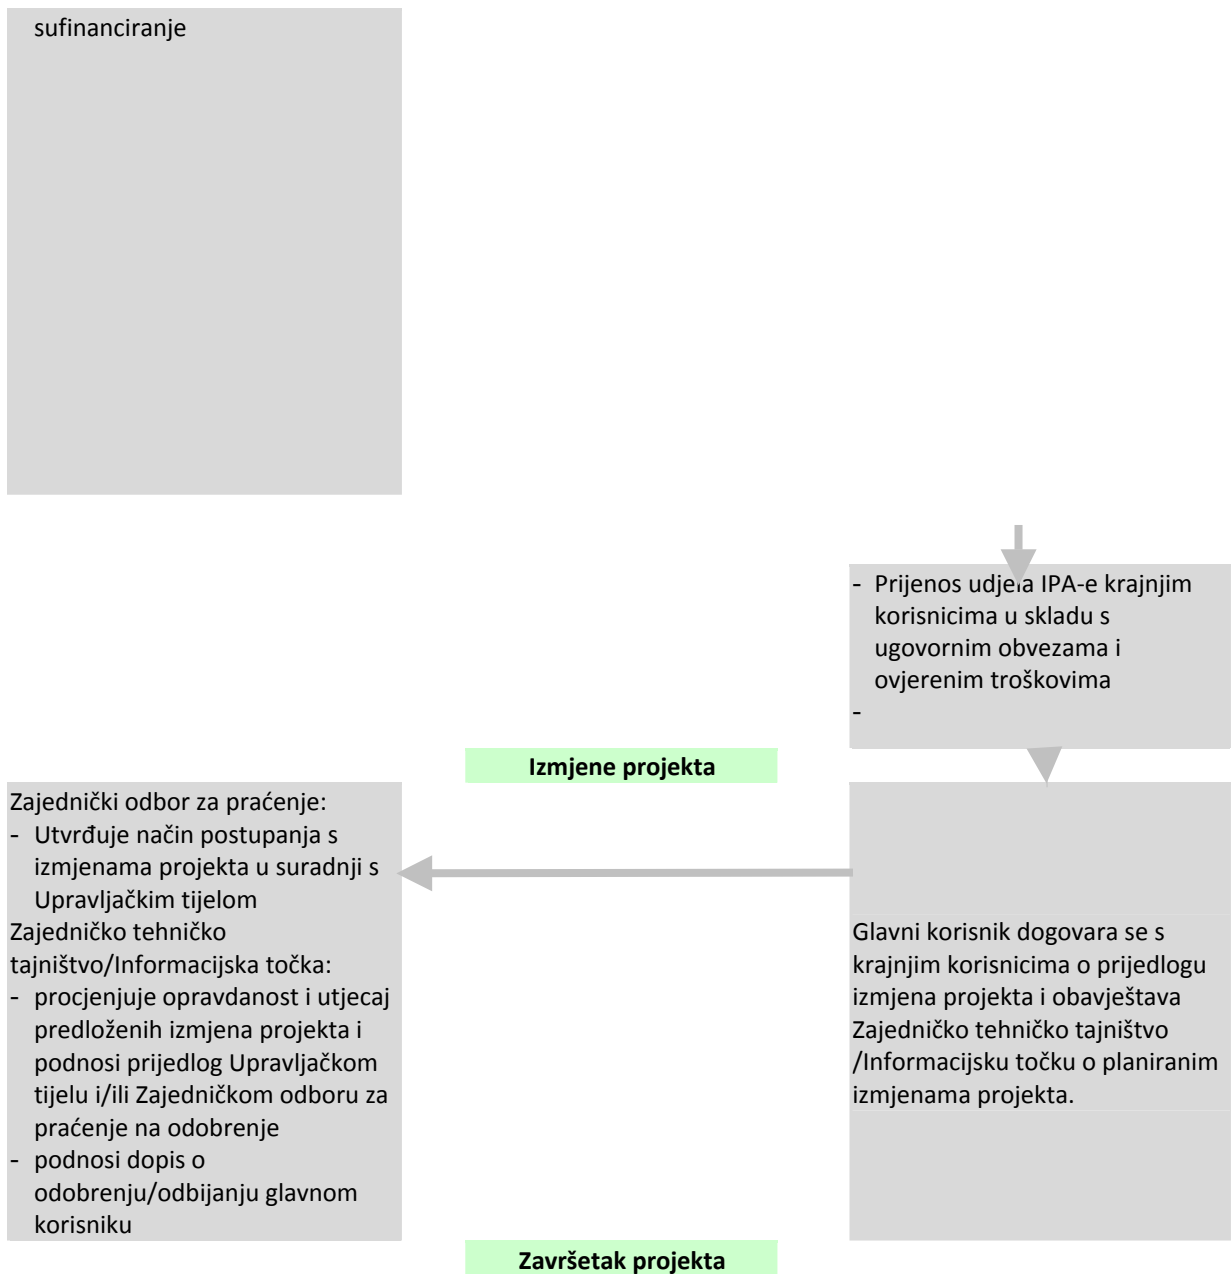 sufinanciranje
- Prijenos udjela IPA-e krajnjim
korisnicima u skladu s
ugovornim obvezama i
ovjerenim troškovima
-
Izmjene projekta
Zajednički odbor za praćenje:
- Utvrđuje način postupanja s
izmjenama projekta u suradnji s
Upravljačkim tijelom
Zajedničko tehničko
tajništvo/Informacijska točka:
- procjenjuje opravdanost i utjecaj
predloženih izmjena projekta i
podnosi prijedlog Upravljačkom
tijelu i/ili Zajedničkom odboru za
praćenje na odobrenje
- podnosi dopis o
odobrenju/odbijanju glavnom
korisniku
Glavni korisnik dogovara se s
krajnjim korisnicima o prijedlogu
izmjena projekta i obavještava
Zajedničko tehničko tajništvo
/Informacijsku točku o planiranim
izmjenama projekta.
Završetak projekta